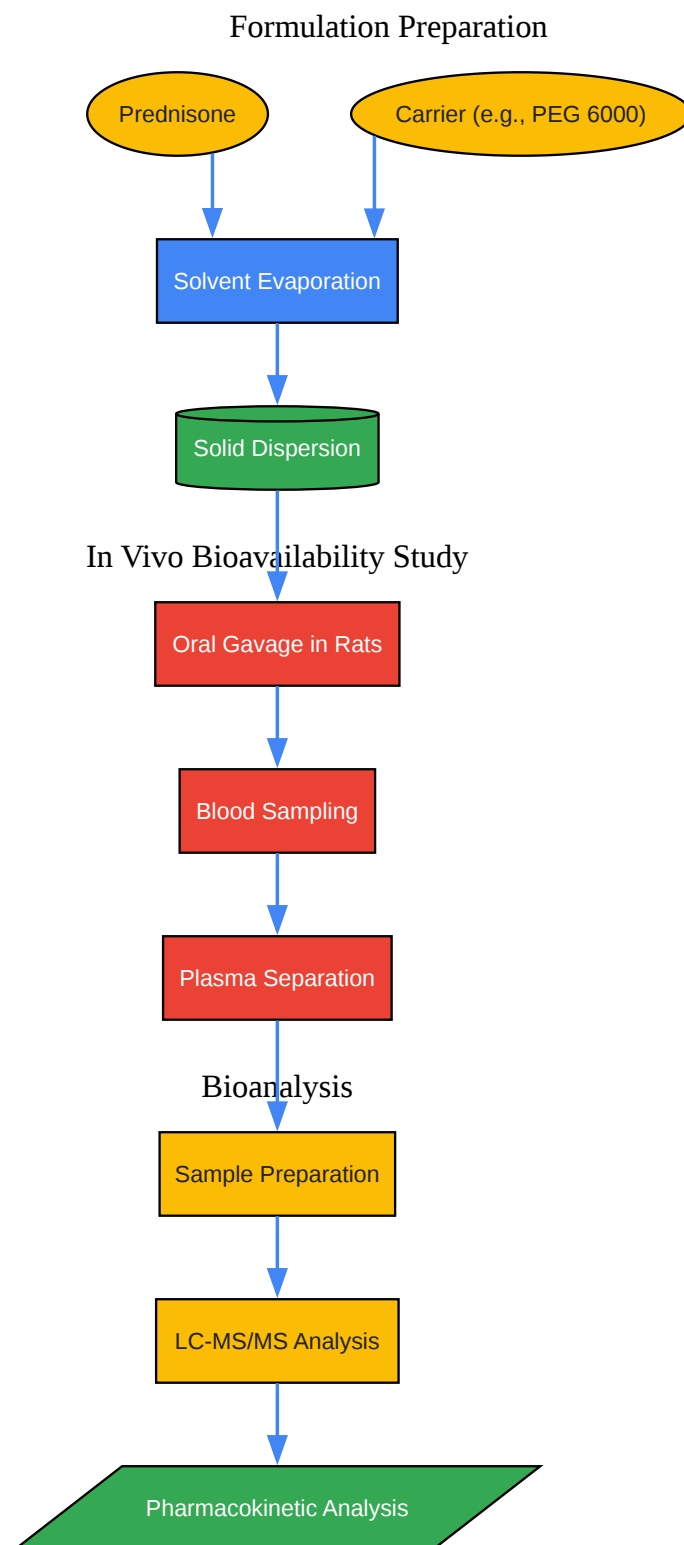 Formulation Preparation
Prednisone
Carrier (e.g., PEG 6000)
Solvent Evaporation
Solid Dispersion
In Vivo Bioavailability Study
Oral Gavage in Rats
Blood Sampling
Plasma Separation
Bioanalysis
Sample Preparation
LC-MS/MS Analysis
Pharmacokinetic Analysis